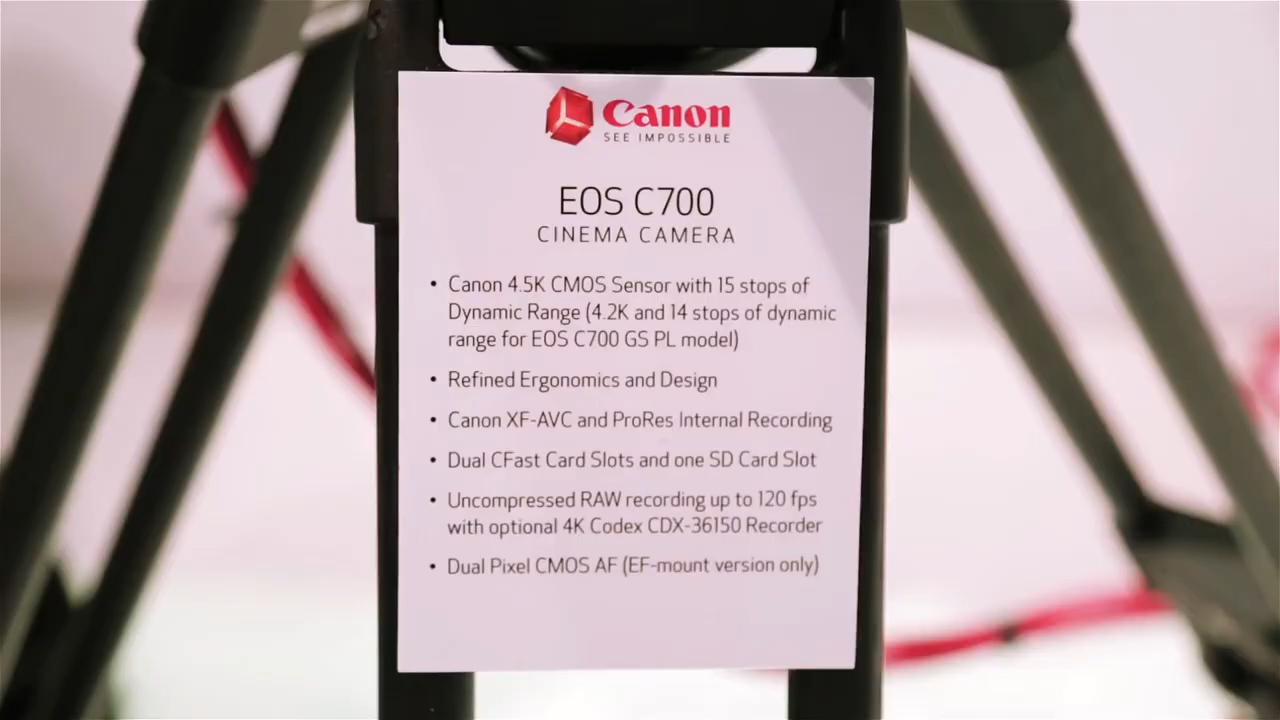 Canon
SEE IMPOSSIBLE
EOS C700
CINEMA CAMERA
• Canon 4.5K CMOS Sensor with 15 stops of
Dynamic Range (4.2K and 14 stops of dynamic
range for EOS C700 GS PL model)
• Refined Ergonomics and Design
• Canon XF-AVC and ProRes Internal Recording
• Dual CFast Card Slots and one SD Card Slot
• Uncompressed RAW recording up to 120 fps
with optional 4K Codex CDX-36150 Recorder
• Dual Pixel CMOS AF (EF-mount version only)